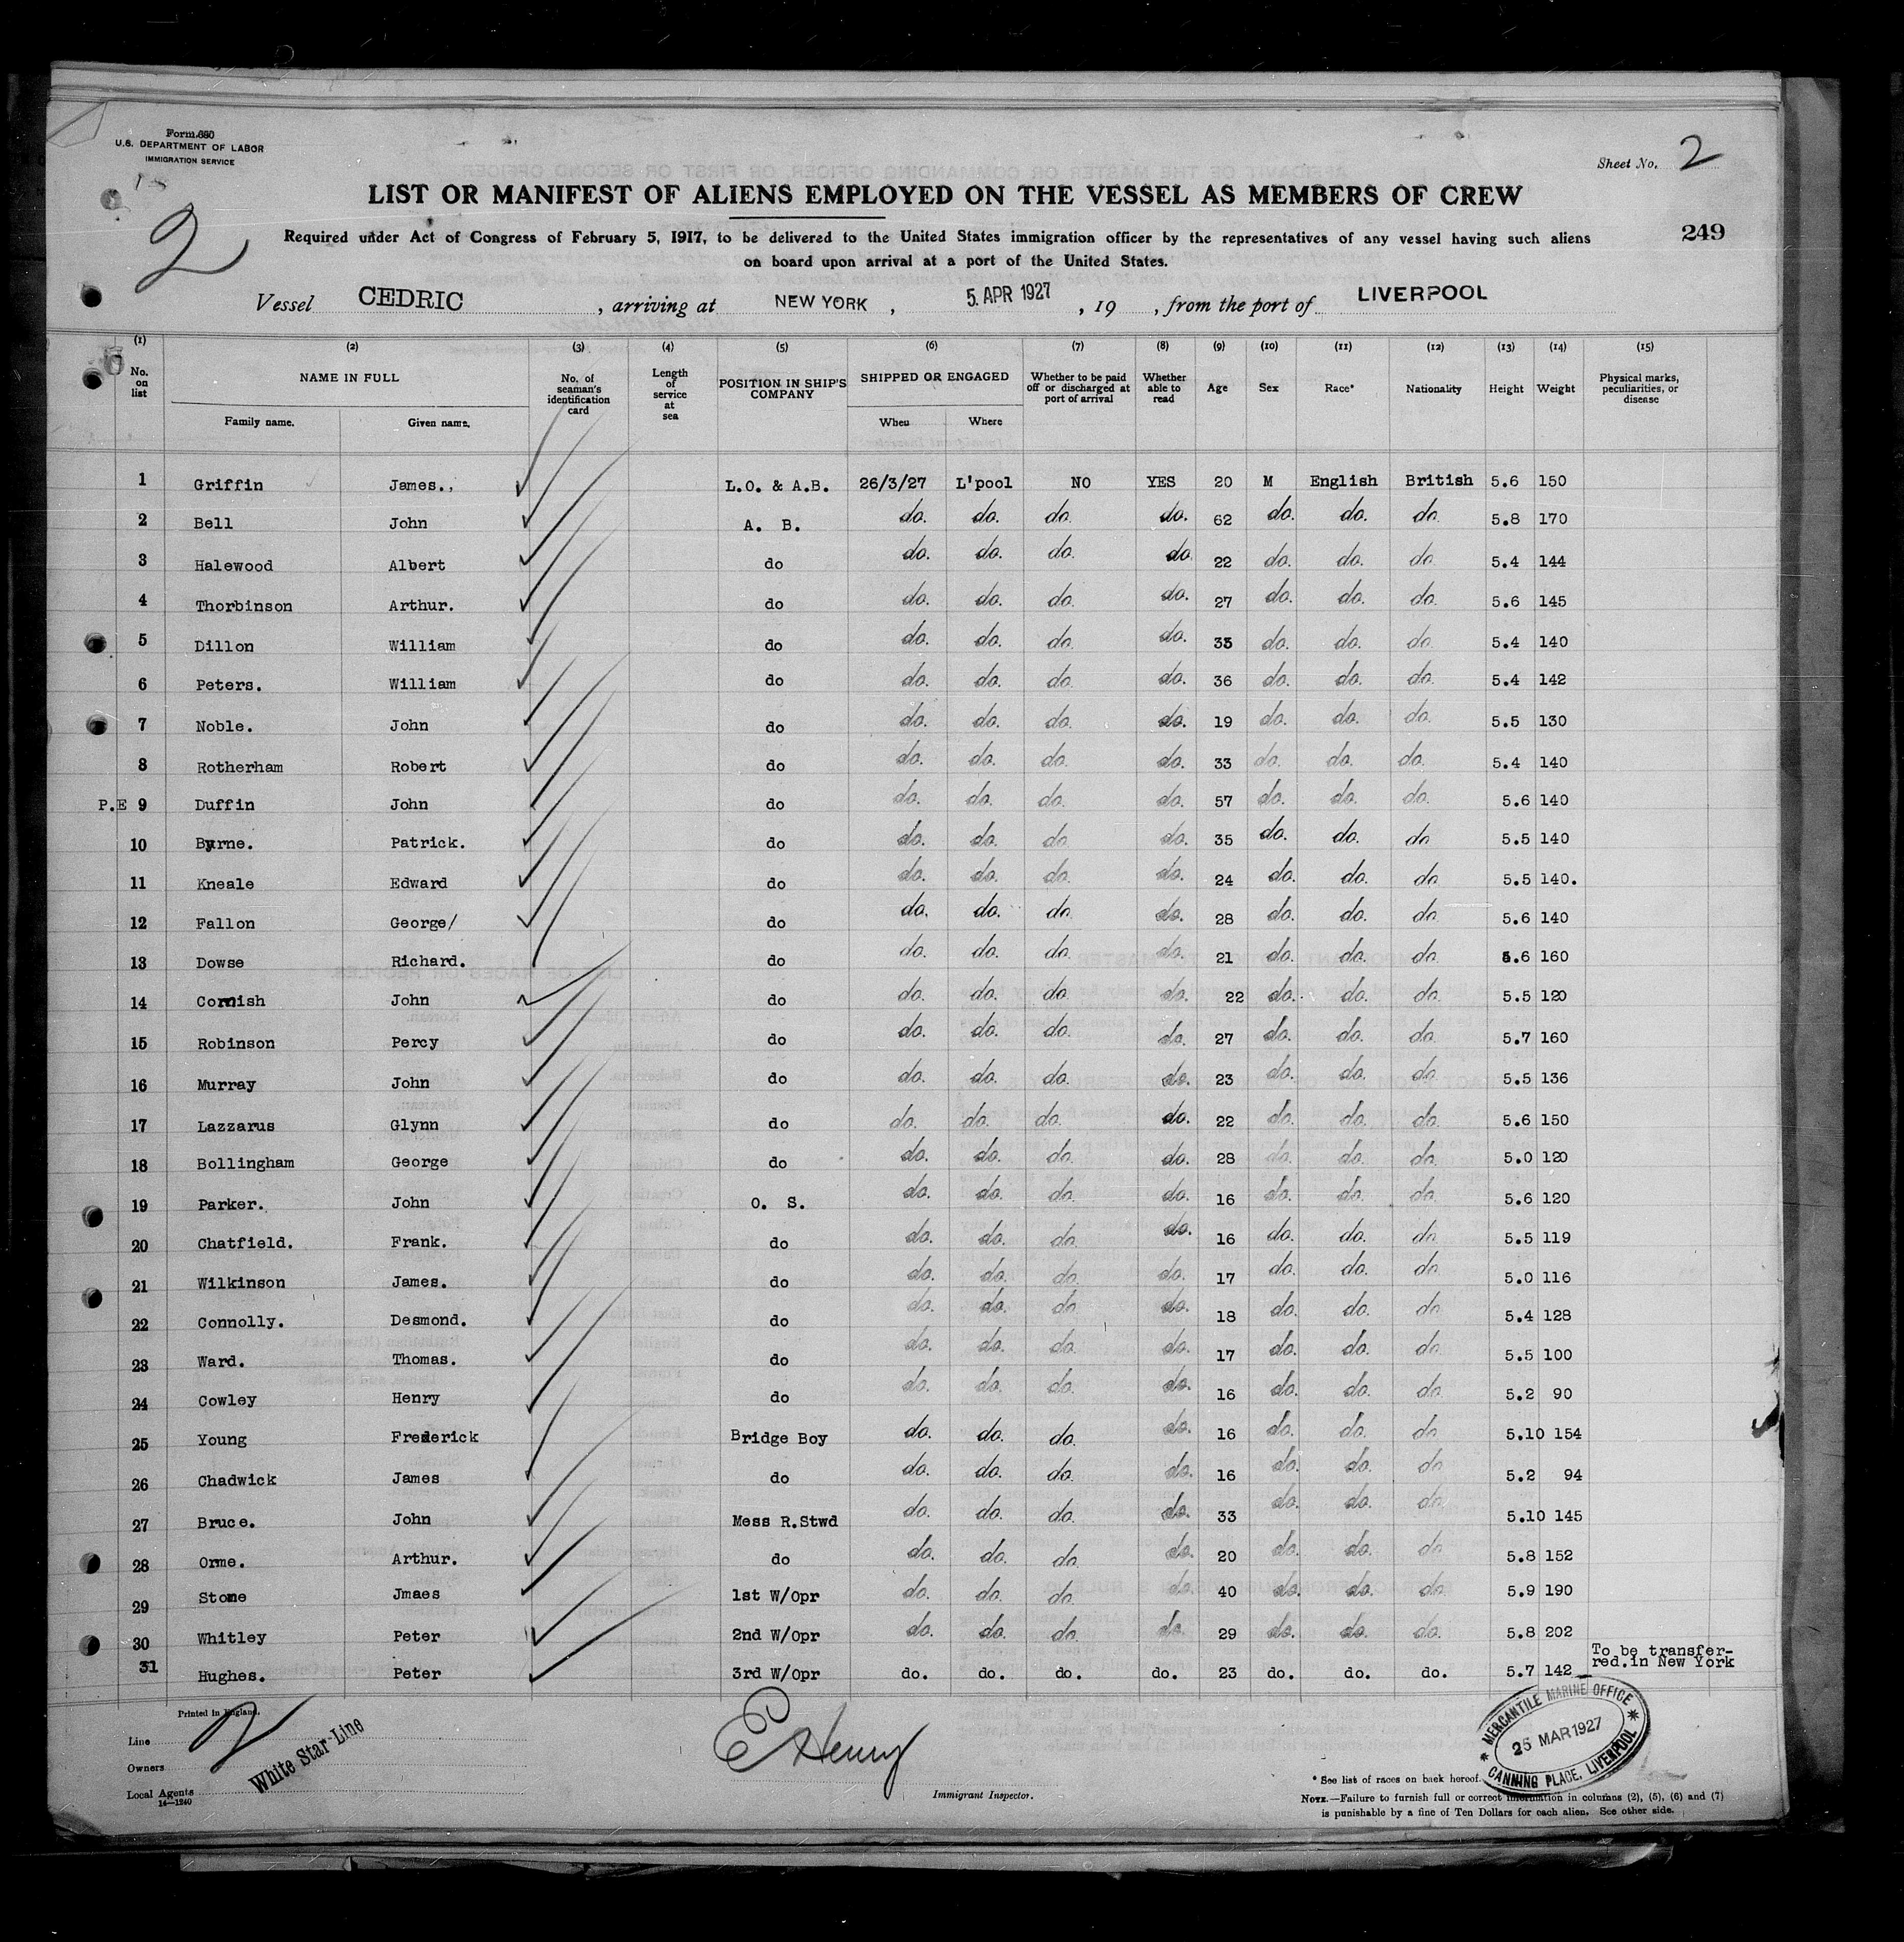 Form 680
U.S. DEPARTMENT OF LABOR
IMMIGRATION SERVICE
Sheet No. 2
LIST OR MANIFEST OF ALIENS EMPLOYED ON THE VESSEL AS MEMBERS OF CREW
2
249
Required under Act of Congress of February 5, 1917, to be delivered to the United States immigration officer by the representatives of any vessel having such aliens
on board upon arrival at a port of the United States.
Vessel CEDRIC, arriving at NEW YORK, 5. APR 1927, 19 , from the port of LIVERPOOL
(1) (2) (3) (4) (5) (6) (7) (8) (9) (10) (11) (12) (13) (14) (15)
No. on list NAME IN FULL No. of seaman's identification card Length of service at sea POSITION IN SHIP'S COMPANY SHIPPED OR ENGAGED Whether to be paid off or discharged at port of arrival Whether able to read Age Sex Race* Nationality Height Weight Physical marks, peculiarities, or disease
Family name. Given name. When Where
1 Griffin James., L.O. & A.B. 26/3/27 L'pool NO YES 20 M English British 5.6 150
2 Bell John A. B. do. do. do. do. 62 do. do. do. 5.8 170
3 Halewood Albert do do. do. do. do. 22 do. do. do. 5.4 144
4 Thorbinson Arthur. do do. do. do. do. 27 do. do. do. 5.6 145
5 Dillon William do do. do. do. do. 35 do. do. do. 5.4 140
6 Peters. William do do. do. do. do. 36 do. do. do. 5.4 142
7 Noble. John do do. do. do. do. 19 do. do. do. 5.5 130
8 Rotherham Robert do do. do. do. do. 33 do. do. do. 5.4 140
P.E 9 Duffin John do do. do. do. do. 57 do. do. do. 5.6 140
10 Byrne. Patrick. do do. do. do. do. 35 do. do. do. 5.5 140
11 Kneale Edward do do. do. do. do. 24 do. do. do. 5.5 140.
12 Fallon George/ do do. do. do. do. 28 do. do. do. 5.6 140
13 Dowse Richard. do do. do. do. do. 21 do. do. do. 5.6 160
14 Cornish John do do. do. do. do. 22 do. do. do. 5.5 120
15 Robinson Percy do do. do. do. do. 27 do. do. do. 5.7 160
16 Murray John do do. do. do. do. 23 do. do. do. 5.5 136
17 Lazzarus Glynn do do. do. do. do. 22 do. do. do. 5.6 150
18 Bollingham George do do. do. do. do. 28 do. do. do. 5.0 120
19 Parker. John O. S. do. do. do. do. 16 do. do. do. 5.6 120
20 Chatfield. Frank. do do. do. do. do. 16 do. do. do. 5.5 119
21 Wilkinson James. do do. do. do. do. 17 do. do. do. 5.0 116
22 Connolly. Desmond. do do. do. do. do. 18 do. do. do. 5.4 128
23 Ward. Thomas. do do. do. do. do. 17 do. do. do. 5.5 100
24 Cowley Henry do do. do. do. do. 16 do. do. do. 5.2 90
25 Young Frederick Bridge Boy do. do. do. do. 16 do. do. do. 5.10 154
26 Chadwick James do do. do. do. do. 16 do. do. do. 5.2 94
27 Bruce. John Mess R.Stwd do. do. do. do. 33 do. do. do. 5.10 145
28 Orme. Arthur. do do. do. do. do. 20 do. do. do. 5.8 152
29 Stone Jmaes 1st W/Opr do. do. do. do. 40 do. do. do. 5.9 190
30 Whitley Peter 2nd W/Opr do. do. do. do. 29 do. do. do. 5.8 202
31 Hughes. Peter 3rd W/Opr do. do. do. do. 23 do. do. do. 5.7 142 To be transfer-
red.in New York
Printed in England.
2
Line
Owners White Star Line
Local Agents
14—1240
E Henry
Immigrant Inspector.
MERCANTILE MARINE OFFICE
25 MAR 1927
CANNING PLACE, LIVERPOOL
* See list of races on back hereof.
NOTE.—Failure to furnish full or correct information in columns (2), (5), (6) and (7)
is punishable by a fine of Ten Dollars for each alien. See other side.